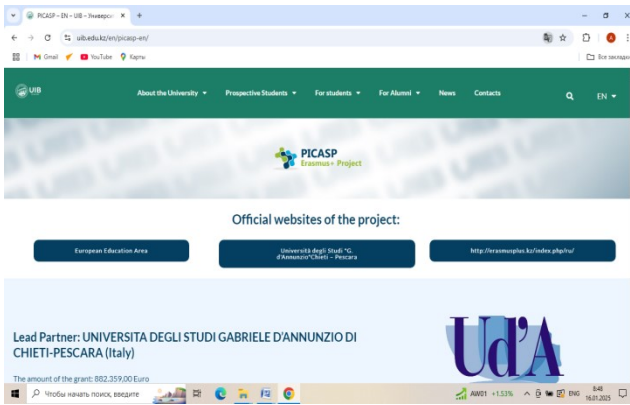 PICASP – EN – UIB – Универси
uib.edu.kz/en/picasp-en/
Gmail
YouTube
Карты
Все закладки
UIB
About the University
Prospective Students
For students
For Alumni
News
Contacts
EN
PICASP
Erasmus+ Project
Official websites of the project:
European Education Area
Università degli Studi "G.
d'Annunzio"Chieti – Pescara
http://erasmusplus.kz/index.php/ru/
Lead Partner: UNIVERSITA DEGLI STUDI GABRIELE D'ANNUNZIO DI
CHIETI-PESCARA (Italy)
The amount of the grant: 882.359,00 Euro
Ud'A
Чтобы начать поиск, введите
AW01 +1.53%
ENG
8:48
16.01.2025